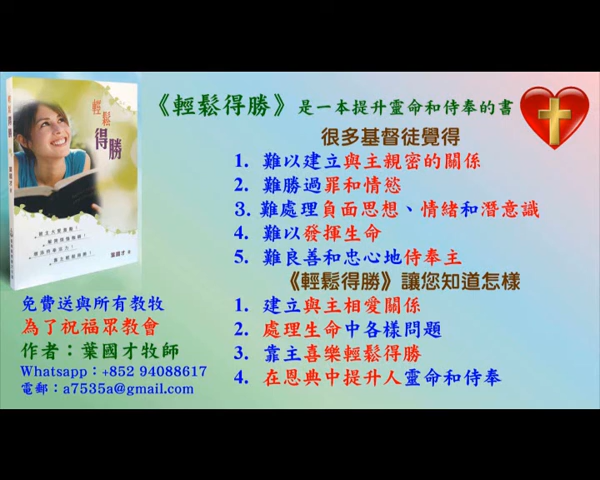 輕鬆得勝
輕鬆
得勝
葉國才 著
《輕鬆得勝》是一本提升靈命和侍奉的書
很多基督徒覺得
1. 難以建立與主親密的關係
2. 難勝過罪和情慾
3. 難處理負面思想、情緒和潛意識
4. 難以發揮生命
5. 難良善和忠心地侍奉主
《輕鬆得勝》讓您知道怎樣
1. 建立與主相愛關係
2. 處理生命中各樣問題
3. 靠主喜樂輕鬆得勝
4. 在恩典中提升人靈命和侍奉
免費送與所有教牧
為了祝福眾教會
作者：葉國才牧師
Whatsapp：+852 94088617
電郵：a7535a@gmail.com